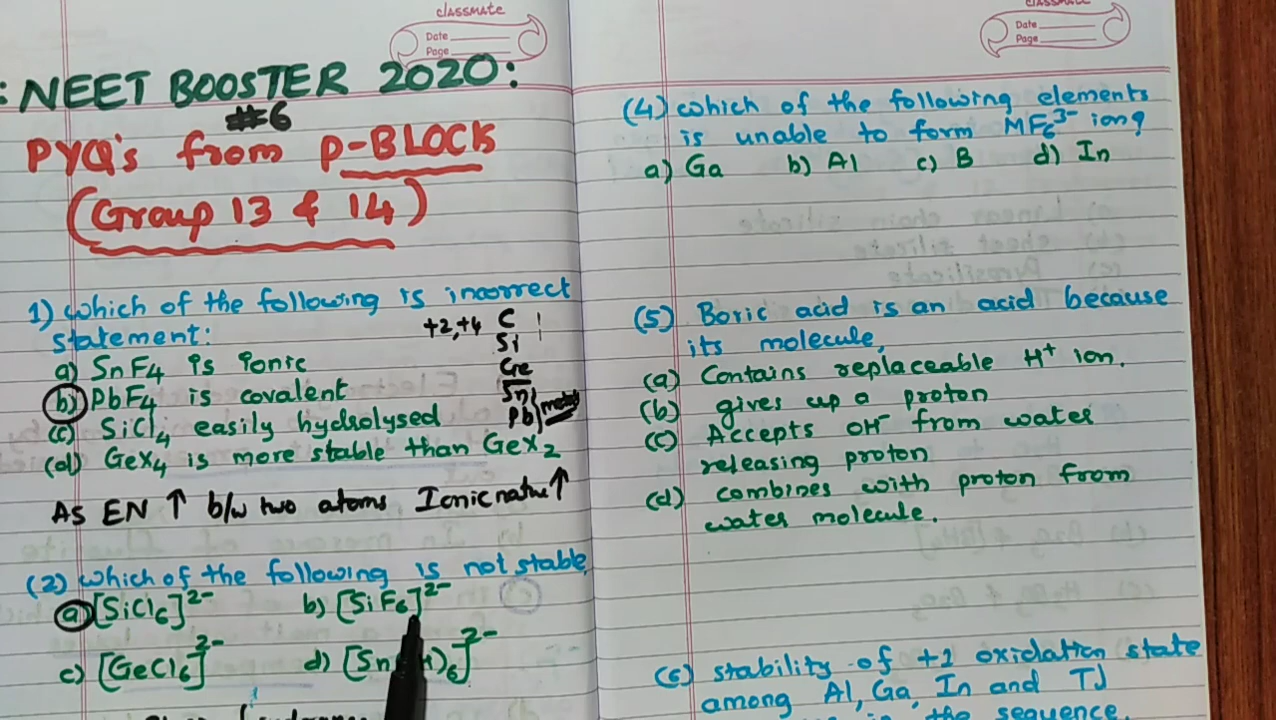 classmate
Date
Page
: NEET BOOSTER 2020:
#6
PYQ's from p-BLOCK
(Group 13 & 14)
1) which of the following is incorrect
statement:
+2,+4 C
Si
Ge
Sn
Pb
a) SnF4 is ionic
b) PbF4 is covalent
(c) SiCl4 easily hydrolysed
(d) GeX4 is more stable than GeX2
As EN ↑ b/w two atoms Ionic nature ↑
(2) which of the following is not stable
a) [SiCl6]2- b) [SiF6]2-
c) [GeCl6]2- d) [Sn H)6]2-
classmate
Date
Page
(4) which of the following elements
is unable to form MF6 3- ion?
a) Ga b) Al c) B d) In
(5) Boric acid is an acid because
its molecule,
(a) Contains replaceable H+ ion.
(b) gives up a proton
(c) Accepts OH- from water
releasing proton
(d) combines with proton from
water molecule.
(6) stability of +1 oxidation state
among Al, Ga, In and Tl
the sequence.